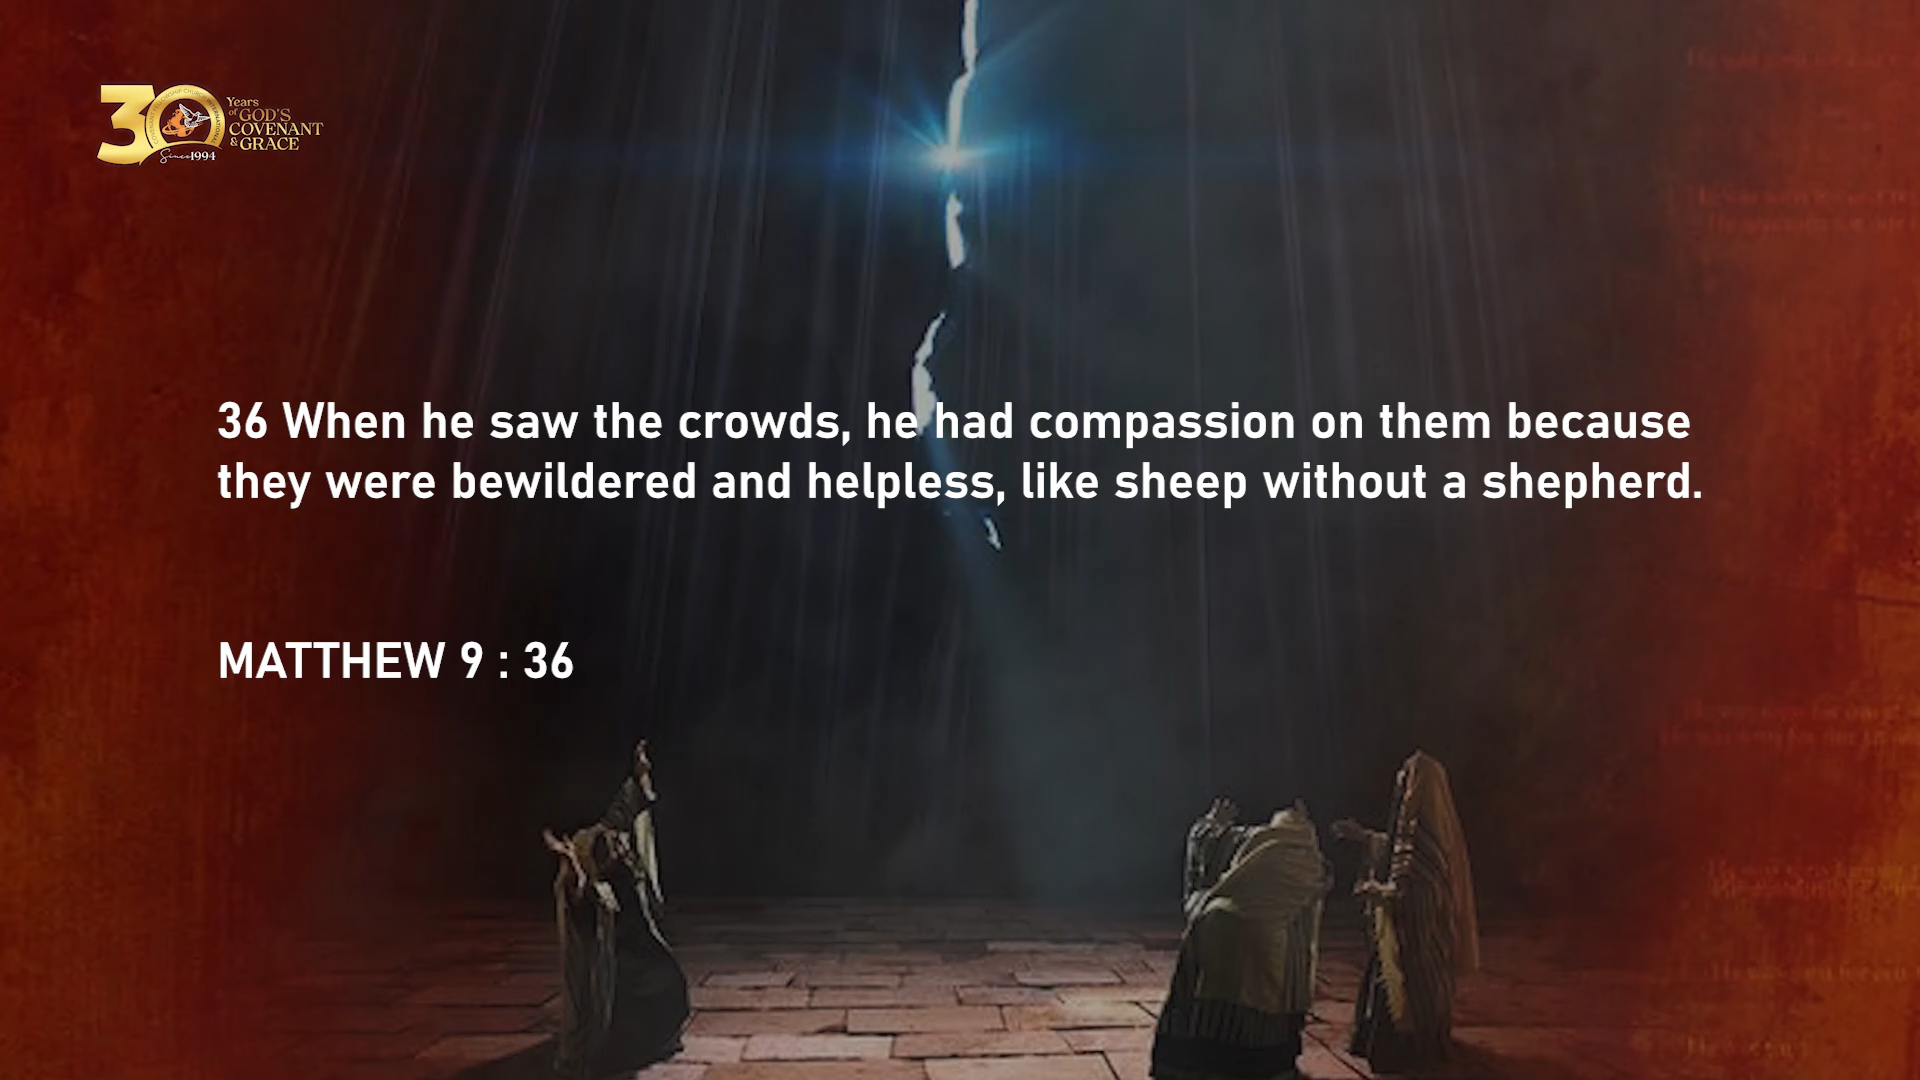 30
Years
of GOD'S
COVENANT
& GRACE
Since 1994
36 When he saw the crowds, he had compassion on them because
they were bewildered and helpless, like sheep without a shepherd.
MATTHEW 9 : 36